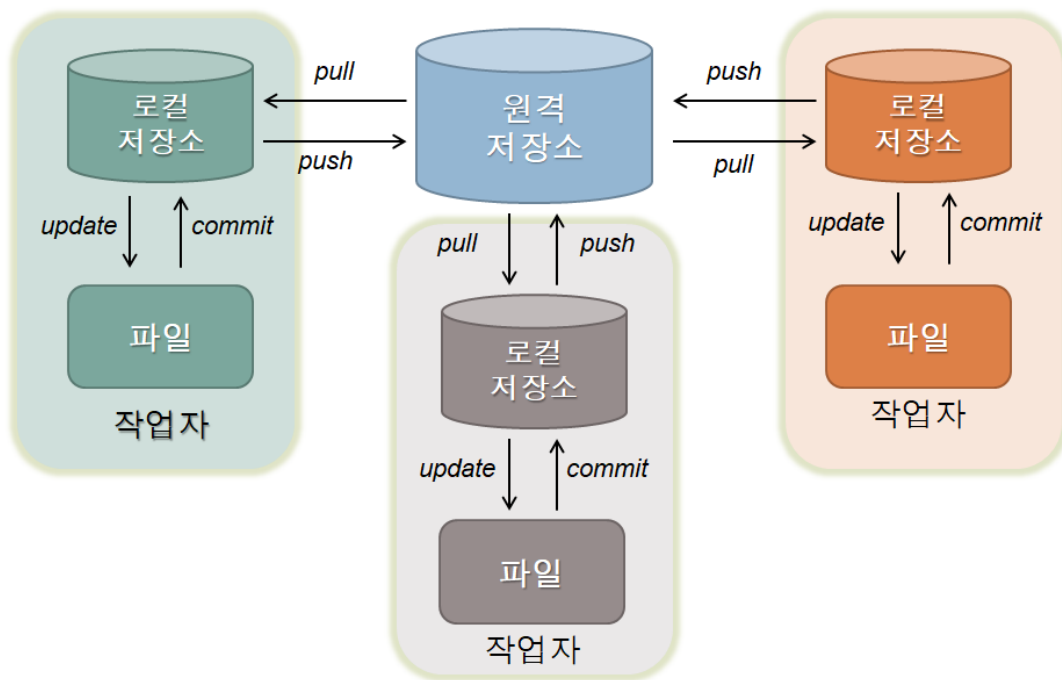 pull
push
로컬
저장소
원격
저장소
로컬
저장소
push
pull
update
commit
pull
push
update
commit
파일
로컬
저장소
파일
작업자
작업자
update
commit
파일
작업자